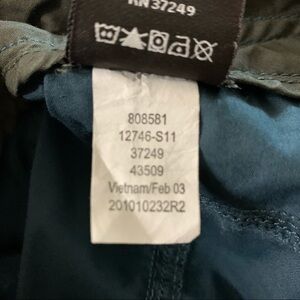 RN 37249
808581
12746-S11
37249
43509
Vietnam/Feb 03
201010232R2